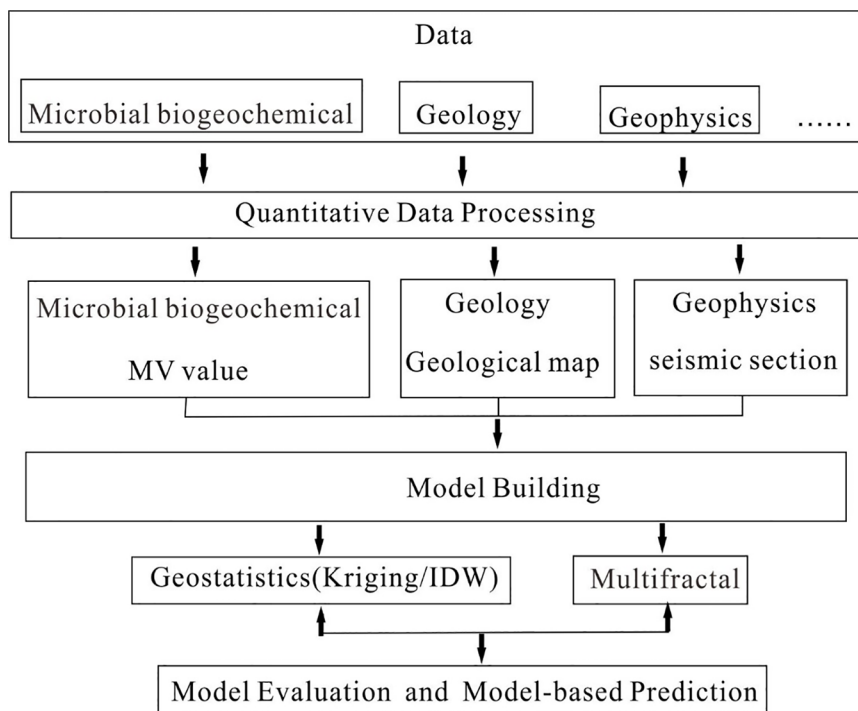 Data
Microbial biogeochemical
Geology
Geophysics
......
Quantitative Data Processing
Microbial biogeochemical
MV value
Geology
Geological map
Geophysics
seismic section
Model Building
Geostatistics(Kriging/IDW)
Multifractal
Model Evaluation and Model-based Prediction